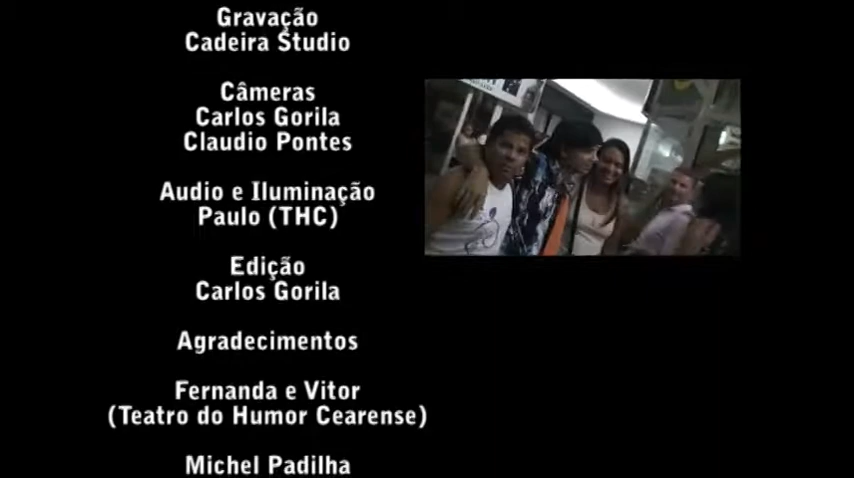 Gravação
Cadeira Studio
Câmeras
Carlos Gorila
Claudio Pontes
Audio e Iluminação
Paulo (THC)
Edição
Carlos Gorila
Agradecimentos
Fernanda e Vitor
(Teatro do Humor Cearense)
Michel Padilha